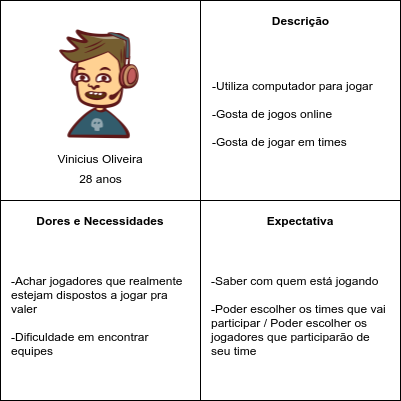 Vinicius Oliveira
28 anos
Descrição
-Utiliza computador para jogar
-Gosta de jogos online
-Gosta de jogar em times
Dores e Necessidades
-Achar jogadores que realmente
estejam dispostos a jogar pra
valer
-Dificuldade em encontrar
equipes
Expectativa
-Saber com quem está jogando
-Poder escolher os times que vai
participar / Poder escolher os
jogadores que participarão de
seu time